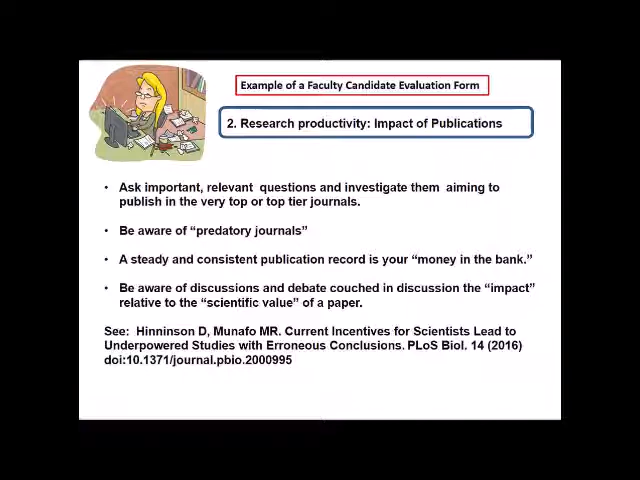 Example of a Faculty Candidate Evaluation Form
2. Research productivity: Impact of Publications
• Ask important, relevant questions and investigate them aiming to
publish in the very top or top tier journals.
• Be aware of “predatory journals”
• A steady and consistent publication record is your “money in the bank.”
• Be aware of discussions and debate couched in discussion the “impact”
relative to the “scientific value” of a paper.
See: Hinninson D, Munafo MR. Current Incentives for Scientists Lead to
Underpowered Studies with Erroneous Conclusions. PLoS Biol. 14 (2016)
doi:10.1371/journal.pbio.2000995